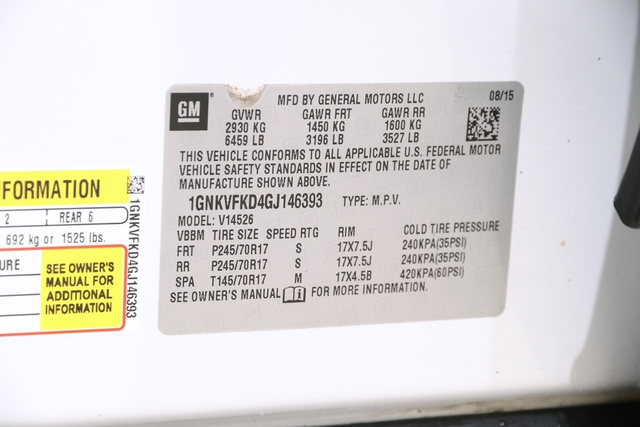 GM
MFD BY GENERAL MOTORS LLC 08/15
GVWR GAWR FRT GAWR RR
2930 KG 1450 KG 1600 KG
6459 LB 3196 LB 3527 LB
THIS VEHICLE CONFORMS TO ALL APPLICABLE U.S. FEDERAL MOTOR
VEHICLE SAFETY STANDARDS IN EFFECT ON THE DATE OF
MANUFACTURE SHOWN ABOVE.
1GNKVFKD4GJ146393 TYPE: M.P.V.
MODEL: V14526
VBBM TIRE SIZE SPEED RTG RIM COLD TIRE PRESSURE
FRT P245/70R17 S 17X7.5J 240KPA(35PSI)
RR P245/70R17 S 17X7.5J 240KPA(35PSI)
SPA T145/70R17 M 17X4.5B 420KPA(60PSI)
SEE OWNER'S MANUAL i FOR MORE INFORMATION.
NFORMATION
2 REAR 6
692 kg or 1525 lbs.
URE
SEE OWNER'S
MANUAL FOR
ADDITIONAL
INFORMATION
1GNKVFKD4GJ146393